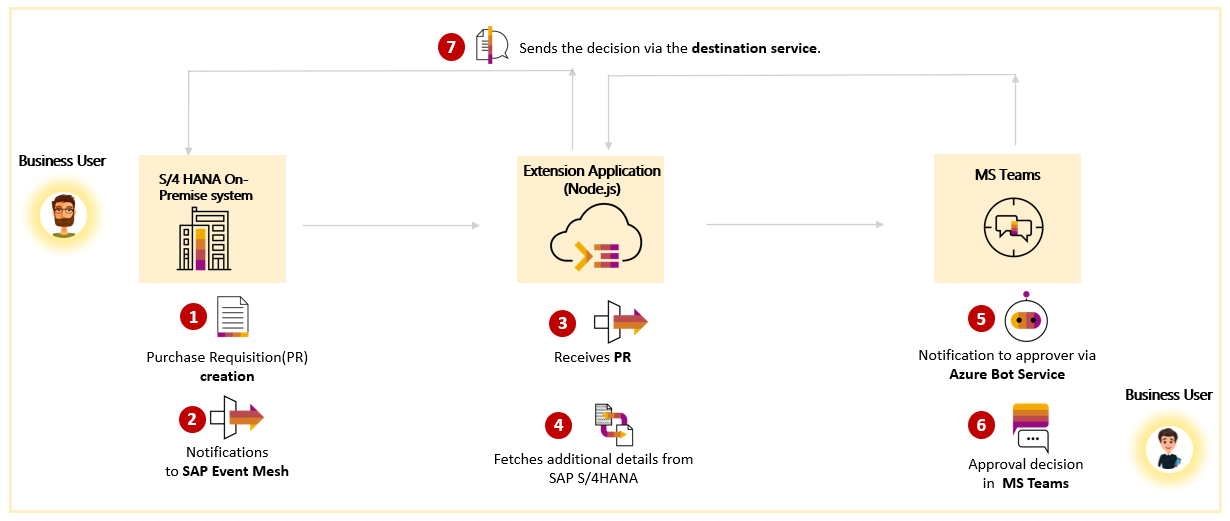 7
Sends the decision via the destination service.
Business User
S/4 HANA On-
Premise system
Extension Application
(Node.js)
MS Teams
1
Purchase Requisition(PR)
creation
2
Notifications
to SAP Event Mesh
3
Receives PR
4
Fetches additional details from
SAP S/4HANA
5
Notification to approver via
Azure Bot Service
6
Approval decision
in MS Teams
Business User